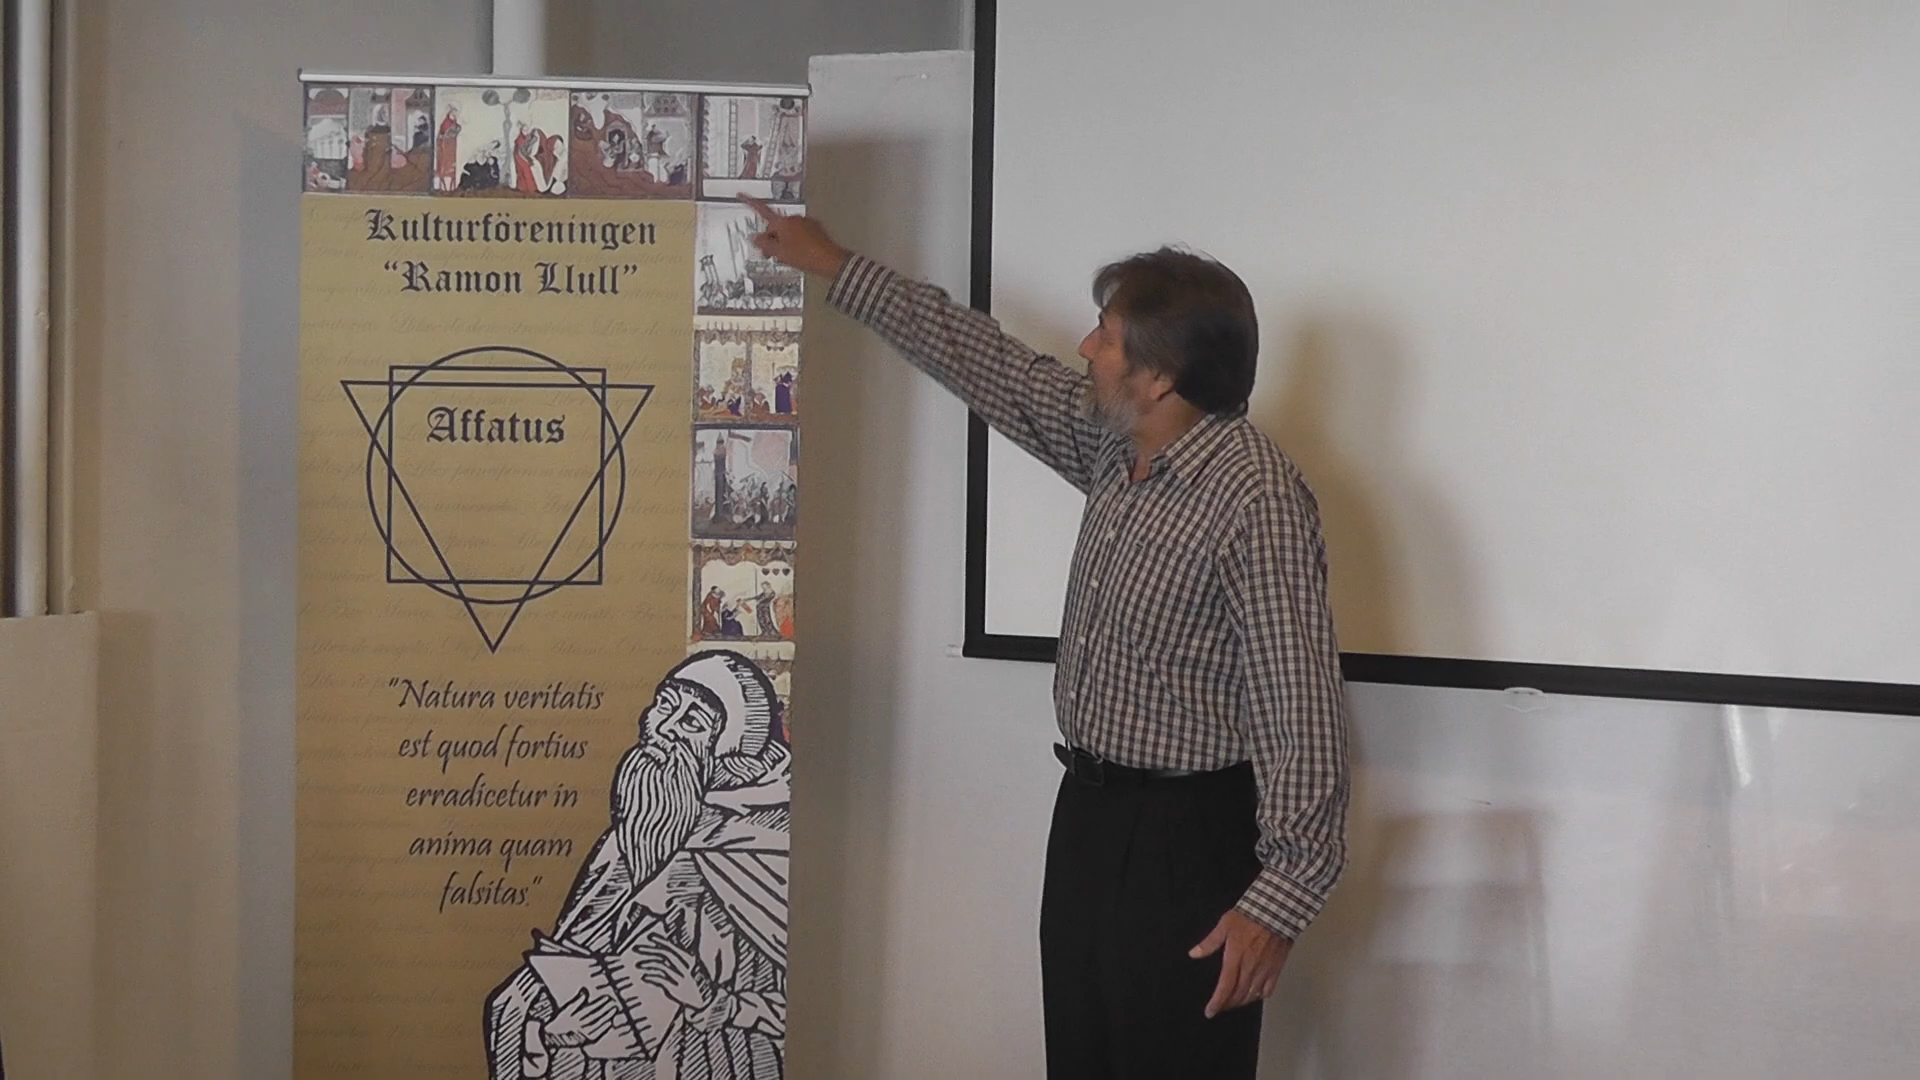 Kulturföreningen
“Ramon Llull”
Affatus
"Natura veritatis
est quod fortius
erradicetur in
anima quam
falsitas."